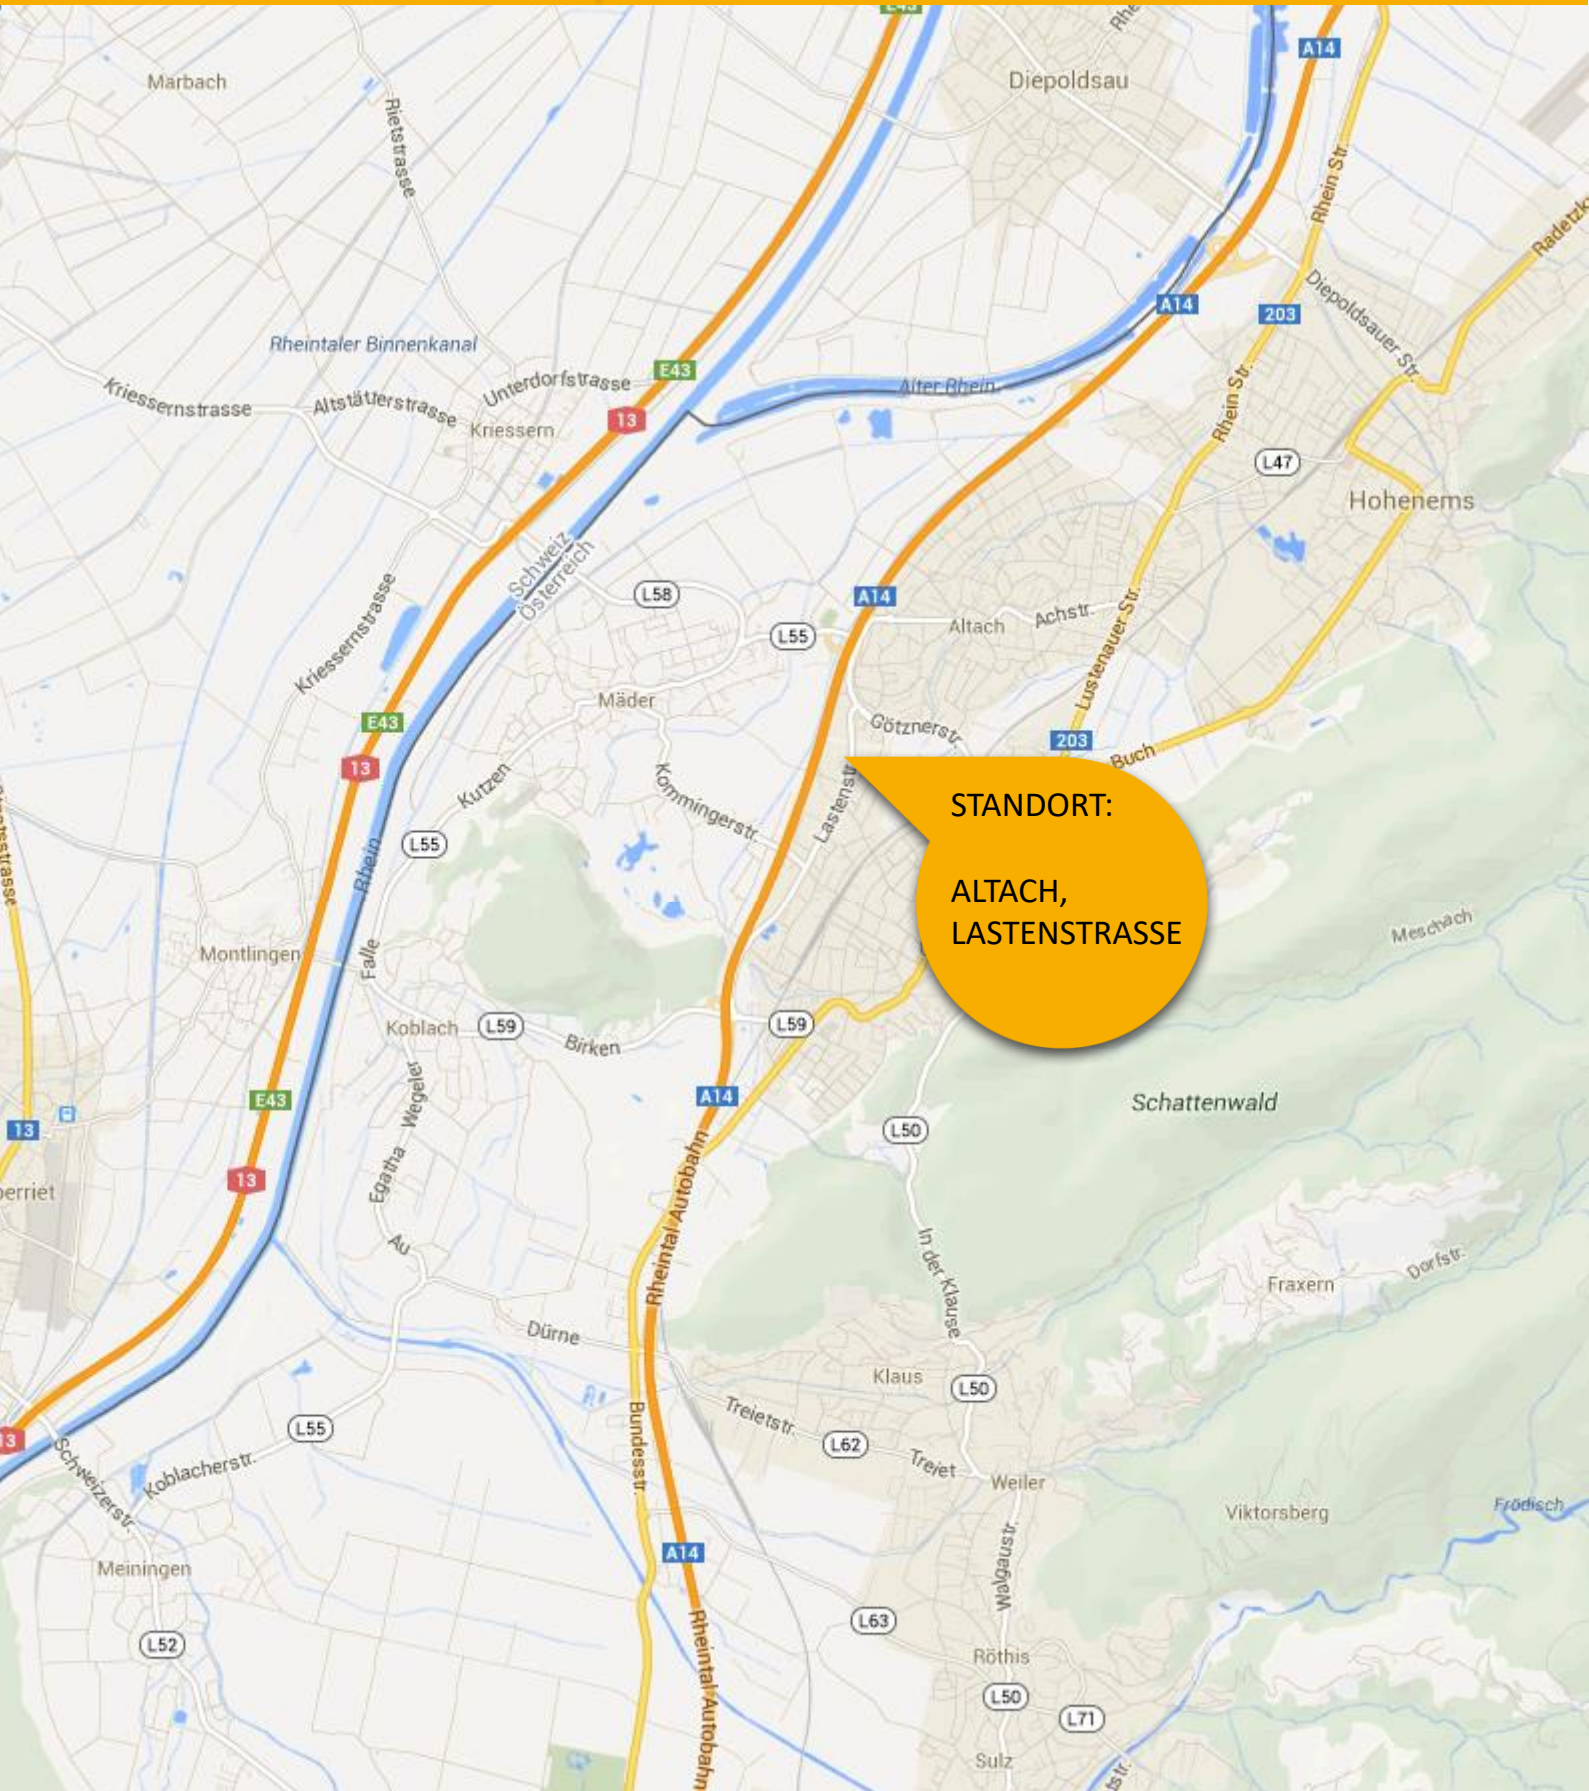 E43
Marbach
Diepoldsau
A14
Rietstrasse
Rhein Str.
A14
203
Diepoldsauer Str.
Rheintaler Binnenkanal
E43
Unterdorfstrasse
Alter Rhein
Kriessernstrasse
Altstätterstrasse
13
Kriessern
Rhein Str.
L47
Hohenems
Schweiz
Österreich
L58
A14
Kriessernstrasse
L55
Altach
Achstr.
Lustenauer Str.
Mäder
E43
Götznerstr.
203
Buch
13
Kutzen
Kommingerstr.
Lastenstr.
STANDORT:
L55
Rhein
ALTACH,
LASTENSTRASSE
Meschach
Montlingen
Falle
Koblach
L59
Birken
L59
E43
Wegeler
A14
Schattenwald
13
L50
Egatha
13
Rheintal Autobahn
Au
In der Klause
Fraxern
Dorfstr.
Dürne
Klaus
L50
L55
Bundesstr.
Treietstr.
L62
Treiet
13
Koblacherstr.
Schweizerstr.
Weiler
Viktorsberg
Frödisch
Meiningen
A14
Walgaustr.
L52
L63
Rheintal Autobahn
Röthis
L50
L71
Sulz